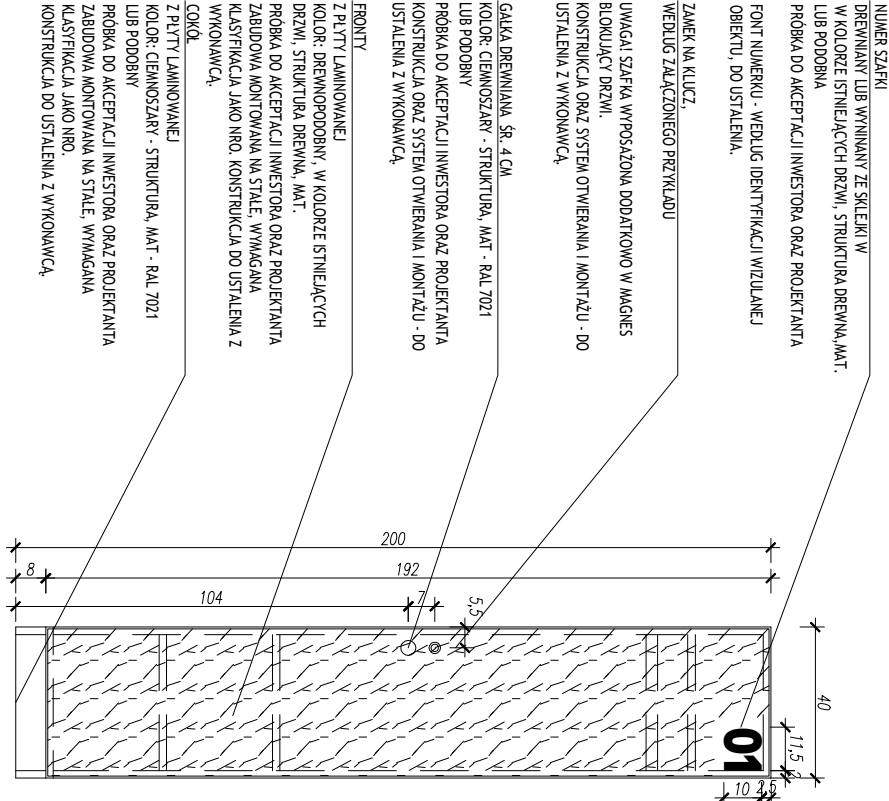 NUMER SZAFKI
DREWNIANY LUB WYNINANY ZE SKLEJKI W
W KOLORZE ISTNIEJĄCYCH DRZWI, STRUKTURA DREWNA,MAT.
LUB PODOBNA
PRÓBKA DO AKCEPTACJI INWESTORA ORAZ PROJEKTANTA
FONT NUMERKU - WEDŁUG IDENTYFIKACJI WIZULANEJ
OBIEKTU, DO USTALENIA.
ZAMEK NA KLUCZ,
WEDŁUG ZAŁĄCZONEGO PRZYKŁADU
UWAGA! SZAFKA WYPOSAŻONA DODATKOWO W MAGNES
BLOKUJĄCY DRZWI.
KONSTRUKCJA ORAZ SYSTEM OTWIERANIA I MONTAŻU - DO
USTALENIA Z WYKONAWCĄ.
GAŁKA DREWNIANA ŚR. 4 CM
KOLOR: CIEMNOSZARY - STRUKTURA, MAT - RAL 7021
LUB PODOBNY
PRÓBKA DO AKCEPTACJI INWESTORA ORAZ PROJEKTANTA
KONSTRUKCJA ORAZ SYSTEM OTWIERANIA I MONTAŻU - DO
USTALENIA Z WYKONAWCĄ.
FRONTY
Z PŁYTY LAMINOWANEJ
KOLOR: DREWNOPODOBNY, W KOLORZE ISTNIEJĄCYCH
DRZWI, STRUKTURA DREWNA, MAT.
PRÓBKA DO AKCEPTACJI INWESTORA ORAZ PROJEKTANTA
ZABUDOWA MONTOWANA NA STAŁE, WYMAGANA
KLASYFIKACJA JAKO NRO. KONSTRUKCJA DO USTALENIA Z
WYKONAWCĄ.
COKÓŁ
Z PŁYTY LAMINOWANEJ
KOLOR: CIEMNOSZARY - STRUKTURA, MAT - RAL 7021
LUB PODOBNY
PRÓBKA DO AKCEPTACJI INWESTORA ORAZ PROJEKTANTA
ZABUDOWA MONTOWANA NA STAŁE, WYMAGANA
KLASYFIKACJA JAKO NRO.
KONSTRUKCJA DO USTALENIA Z WYKONAWCĄ.
200
8
192
104
7
5,5
40
11,5
2
01
10
2,5